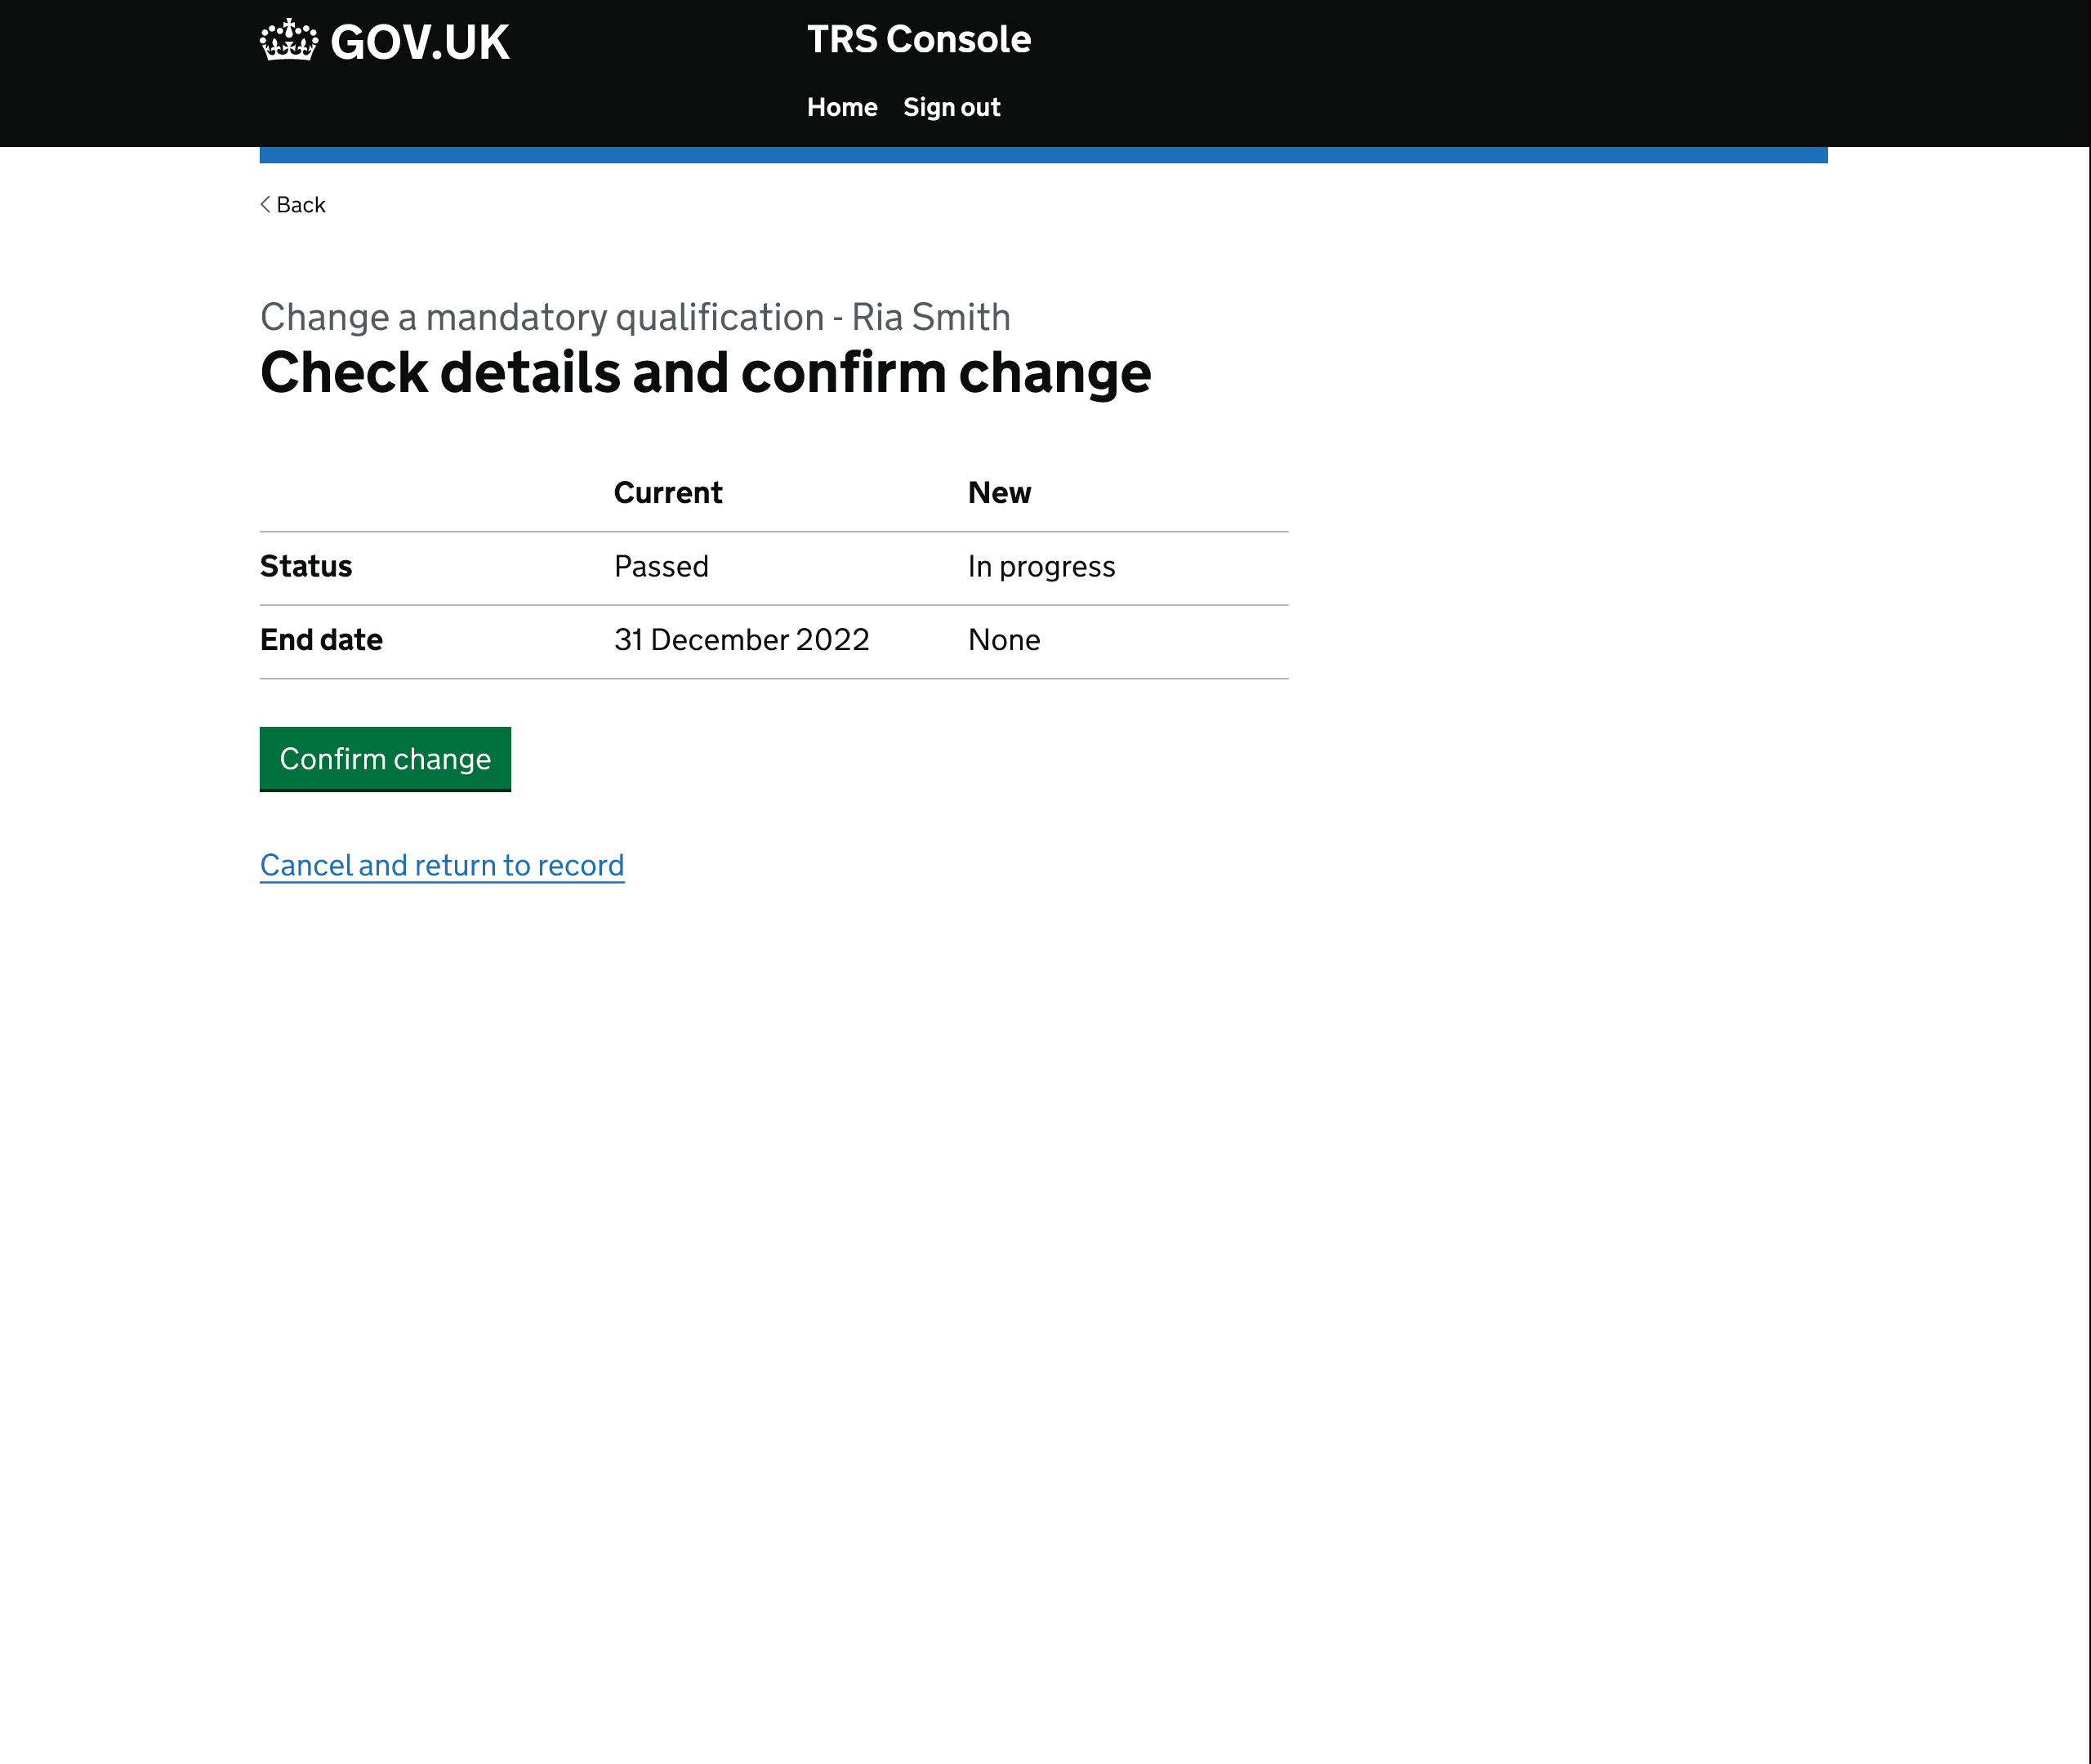 GOV.UK
TRS Console
Home Sign out
Back
Change a mandatory qualification - Ria Smith
Check details and confirm change
Current New
Status Passed In progress
End date 31 December 2022 None
Confirm change
Cancel and return to record